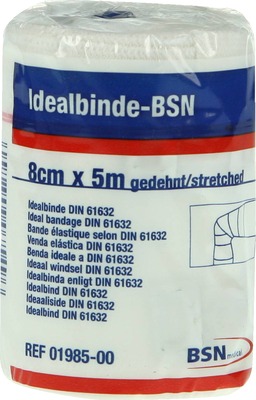 Idealbinde-BSN
8cm x 5m gedehnt/stretched
Idealbinde DIN 61632
Ideal bandage DIN 61632
Bande élastique selon DIN 61632
Venda elástica DIN 61632
Benda ideale a DIN 61632
Ideaal windsel DIN 61632
Idealbinda enligt DIN 61632
Idealbind DIN 61632
Ideaaliside DIN 61632
Idealbind DIN 61632
REF 01985-00
BSN medical